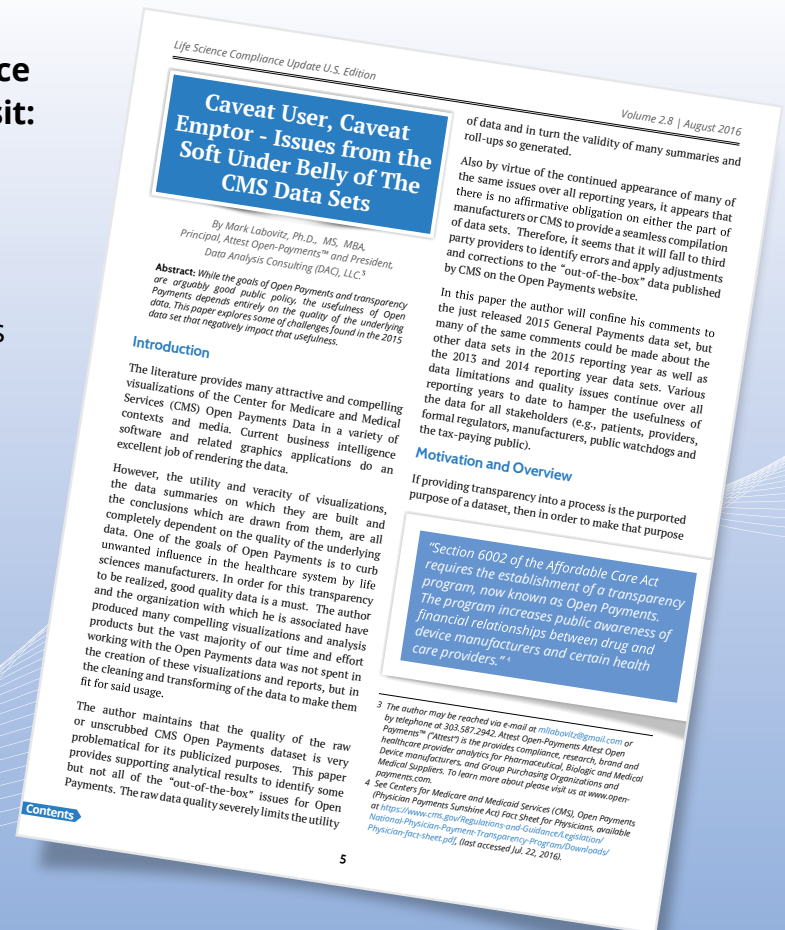 ce
sit:
S
Life Science Compliance Update U.S. Edition
Volume 2.8 | August 2016
Caveat User, Caveat
Emptor - Issues from the
Soft Under Belly of The
CMS Data Sets
By Mark Labovitz, Ph.D., MS, MBA,
Principal, Attest Open-Payments™ and President,
Data Analysis Consulting (DAC), LLC.³
Abstract: While the goals of Open Payments and transparency
are arguably good public policy, the usefulness of Open
Payments depends entirely on the quality of the underlying
data. This paper explores some of challenges found in the 2015
data set that negatively impact that usefulness.
Introduction
The literature provides many attractive and compelling
visualizations of the Center for Medicare and Medical
Services (CMS) Open Payments Data in a variety of
contexts and media. Current business intelligence
software and related graphics applications do an
excellent job of rendering the data.
However, the utility and veracity of visualizations,
the data summaries on which they are built and
the conclusions which are drawn from them, are all
completely dependent on the quality of the underlying
data. One of the goals of Open Payments is to curb
unwanted influence in the healthcare system by life
sciences manufacturers. In order for this transparency
to be realized, good quality data is a must. The author
and the organization with which he is associated have
produced many compelling visualizations and analysis
products but the vast majority of our time and effort
working with the Open Payments data was not spent in
the creation of these visualizations and reports, but in
the cleaning and transforming of the data to make them
fit for said usage.
The author maintains that the quality of the raw
or unscrubbed CMS Open Payments dataset is very
problematical for its publicized purposes. This paper
provides supporting analytical results to identify some
but not all of the “out-of-the-box” issues for Open
Payments. The raw data quality severely limits the utility
of data and in turn the validity of many summaries and
roll-ups so generated.
Also by virtue of the continued appearance of many of
the same issues over all reporting years, it appears that
there is no affirmative obligation on either the part of
manufacturers or CMS to provide a seamless compilation
of data sets. Therefore, it seems that it will fall to third
party providers to identify errors and apply adjustments
and corrections to the “out-of-the-box” data published
by CMS on the Open Payments website.
In this paper the author will confine his comments to
the just released 2015 General Payments data set, but
many of the same comments could be made about the
other data sets in the 2015 reporting year as well as
the 2013 and 2014 reporting year data sets. Various
data limitations and quality issues continue over all
reporting years to date to hamper the usefulness of
the data for all stakeholders (e.g., patients, providers,
formal regulators, manufacturers, public watchdogs and
the tax-paying public).
Motivation and Overview
If providing transparency into a process is the purported
purpose of a dataset, then in order to make that purpose
“Section 6002 of the Affordable Care Act
requires the establishment of a transparency
program, now known as Open Payments.
The program increases public awareness of
financial relationships between drug and
device manufacturers and certain health
care providers.” ⁴
3 The author may be reached via e-mail at mllabovitz@gmail.com or
by telephone at 303.587.2942. Attest Open-Payments Attest Open
Payments™ (“Attest”) is the provides compliance, research, brand and
healthcare provider analytics for Pharmaceutical, Biologic and Medical
Device manufacturers, and Group Purchasing Organizations and
Medical Suppliers. To learn more about please visit us at www.open-
payments.com.
4 See Centers for Medicare and Medicaid Services (CMS), Open Payments
(Physician Payments Sunshine Act) Fact Sheet for Physicians, available
at https://www.cms.gov/Regulations-and-Guidance/Legislation/
National-Physician-Payment-Transparency-Program/Downloads/
Physician-fact-sheet.pdf, (last accessed Jul. 22, 2016).
Contents
5